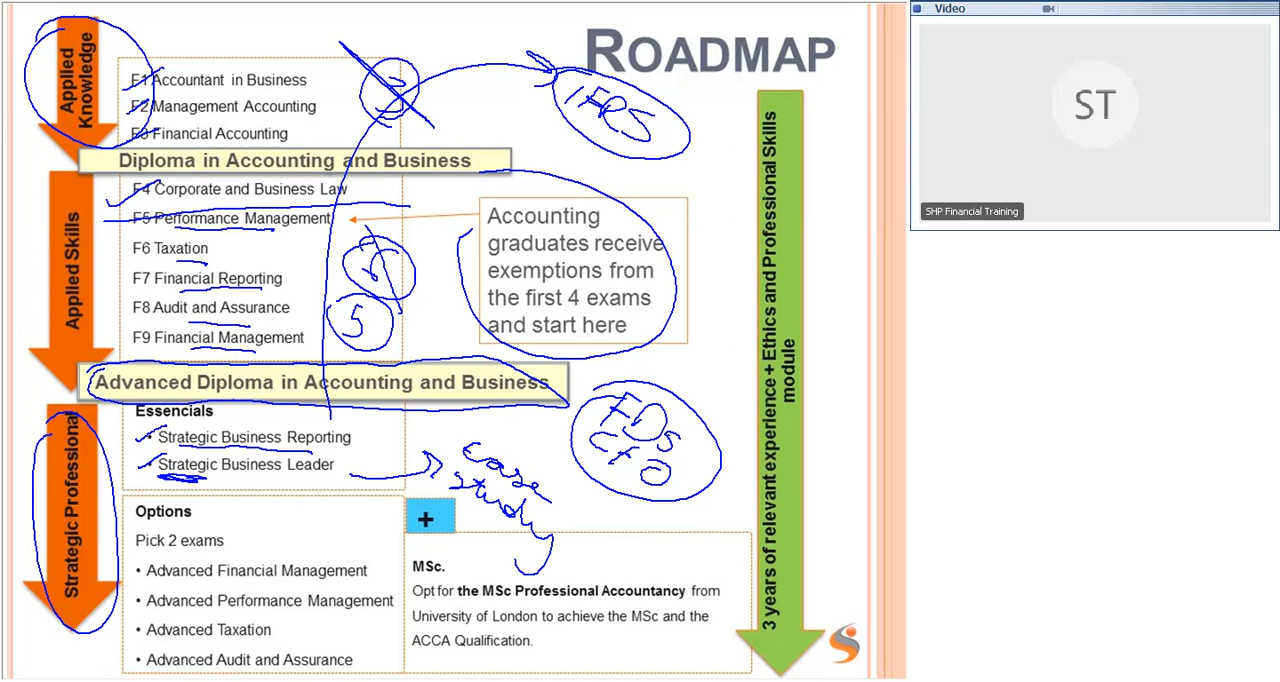 ROADMAP
Applied
Knowledge
F1 Accountant in Business
F2 Management Accounting
F3 Financial Accounting
IFRS
Diploma in Accounting and Business
Applied Skills
F4 Corporate and Business Law
F5 Performance Management
F6 Taxation
F7 Financial Reporting
F8 Audit and Assurance
F9 Financial Management
5
Accounting
graduates receive
exemptions from
the first 4 exams
and start here
Advanced Diploma in Accounting and Business
Strategic Professional
Essencials
• Strategic Business Reporting
• Strategic Business Leader
case
study
FDs
CFO
Options
Pick 2 exams
• Advanced Financial Management
• Advanced Performance Management
• Advanced Taxation
• Advanced Audit and Assurance
+
MSc.
Opt for the MSc Professional Accountancy from
University of London to achieve the MSc and the
ACCA Qualification.
3 years of relevant experience + Ethics and Professional Skills
module
Video
ST
SHP Financial Training